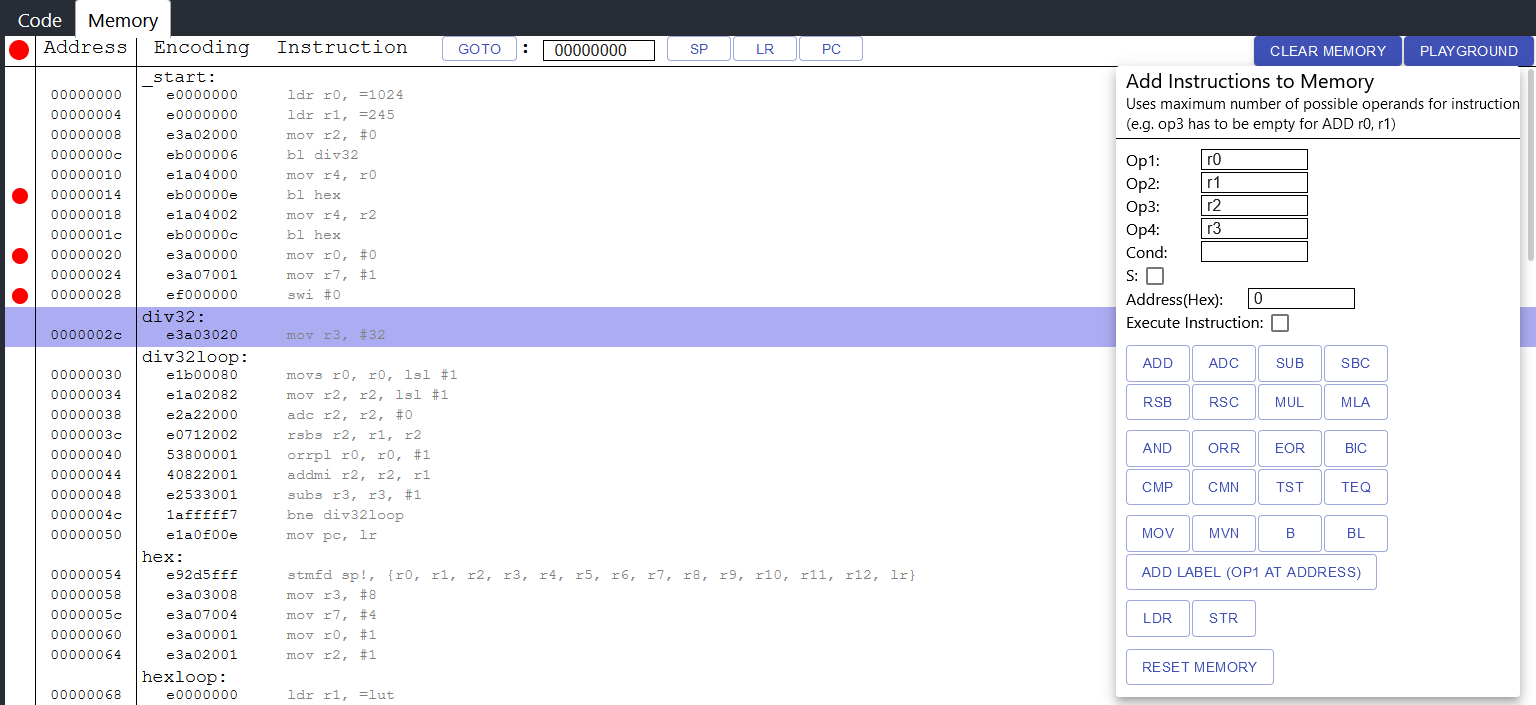 Code Memory
Address Encoding Instruction GOTO : 00000000 SP LR PC CLEAR MEMORY PLAYGROUND
_start:
00000000 e0000000 ldr r0, =1024
00000004 e0000000 ldr r1, =245
00000008 e3a02000 mov r2, #0
0000000c eb000006 bl div32
00000010 e1a04000 mov r4, r0
00000014 eb00000e bl hex
00000018 e1a04002 mov r4, r2
0000001c eb00000c bl hex
00000020 e3a00000 mov r0, #0
00000024 e3a07001 mov r7, #1
00000028 ef000000 swi #0
div32:
0000002c e3a03020 mov r3, #32
div32loop:
00000030 e1b00080 movs r0, r0, lsl #1
00000034 e1a02082 mov r2, r2, lsl #1
00000038 e2a22000 adc r2, r2, #0
0000003c e0712002 rsbs r2, r1, r2
00000040 53800001 orrpl r0, r0, #1
00000044 40822001 addmi r2, r2, r1
00000048 e2533001 subs r3, r3, #1
0000004c 1afffff7 bne div32loop
00000050 e1a0f00e mov pc, lr
hex:
00000054 e92d5fff stmfd sp!, {r0, r1, r2, r3, r4, r5, r6, r7, r8, r9, r10, r11, r12, lr}
00000058 e3a03008 mov r3, #8
0000005c e3a07004 mov r7, #4
00000060 e3a00001 mov r0, #1
00000064 e3a02001 mov r2, #1
hexloop:
00000068 e0000000 ldr r1, =lut
Add Instructions to Memory
Uses maximum number of possible operands for instruction
(e.g. op3 has to be empty for ADD r0, r1)
Op1: r0
Op2: r1
Op3: r2
Op4: r3
Cond:
S:
Address(Hex): 0
Execute Instruction:
ADD ADC SUB SBC
RSB RSC MUL MLA
AND ORR EOR BIC
CMP CMN TST TEQ
MOV MVN B BL
ADD LABEL (OP1 AT ADDRESS)
LDR STR
RESET MEMORY